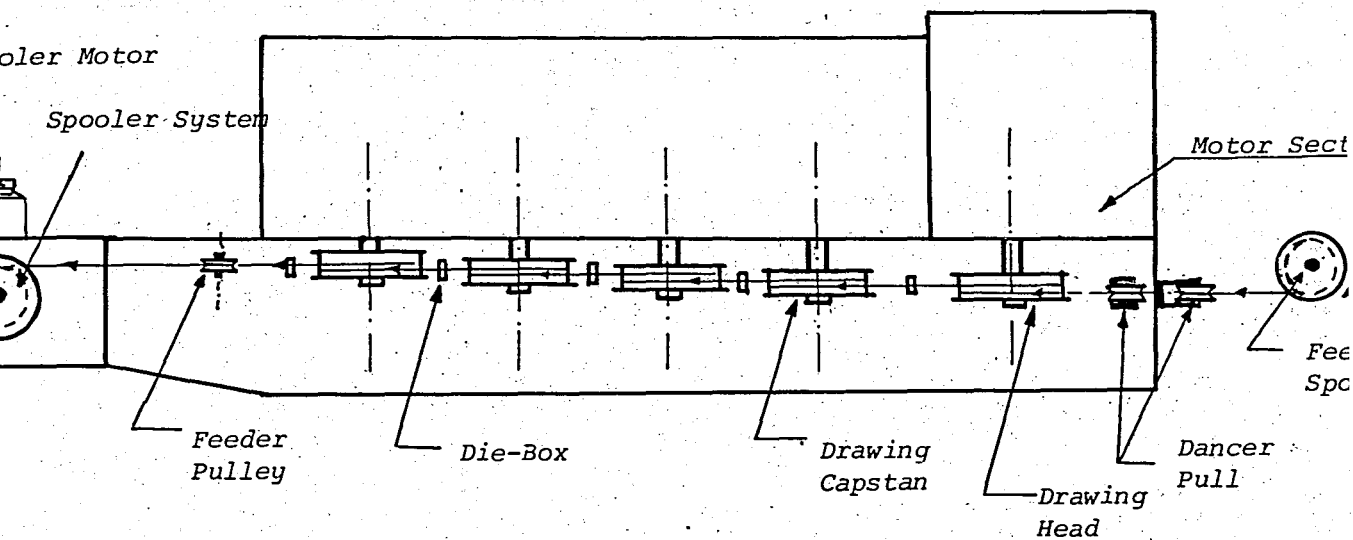 oler Motor
Spooler System
Motor Sect
Fee
Spo
Feeder
Pulley
Die-Box
Drawing
Capstan
Drawing
Head
Dancer
Pull